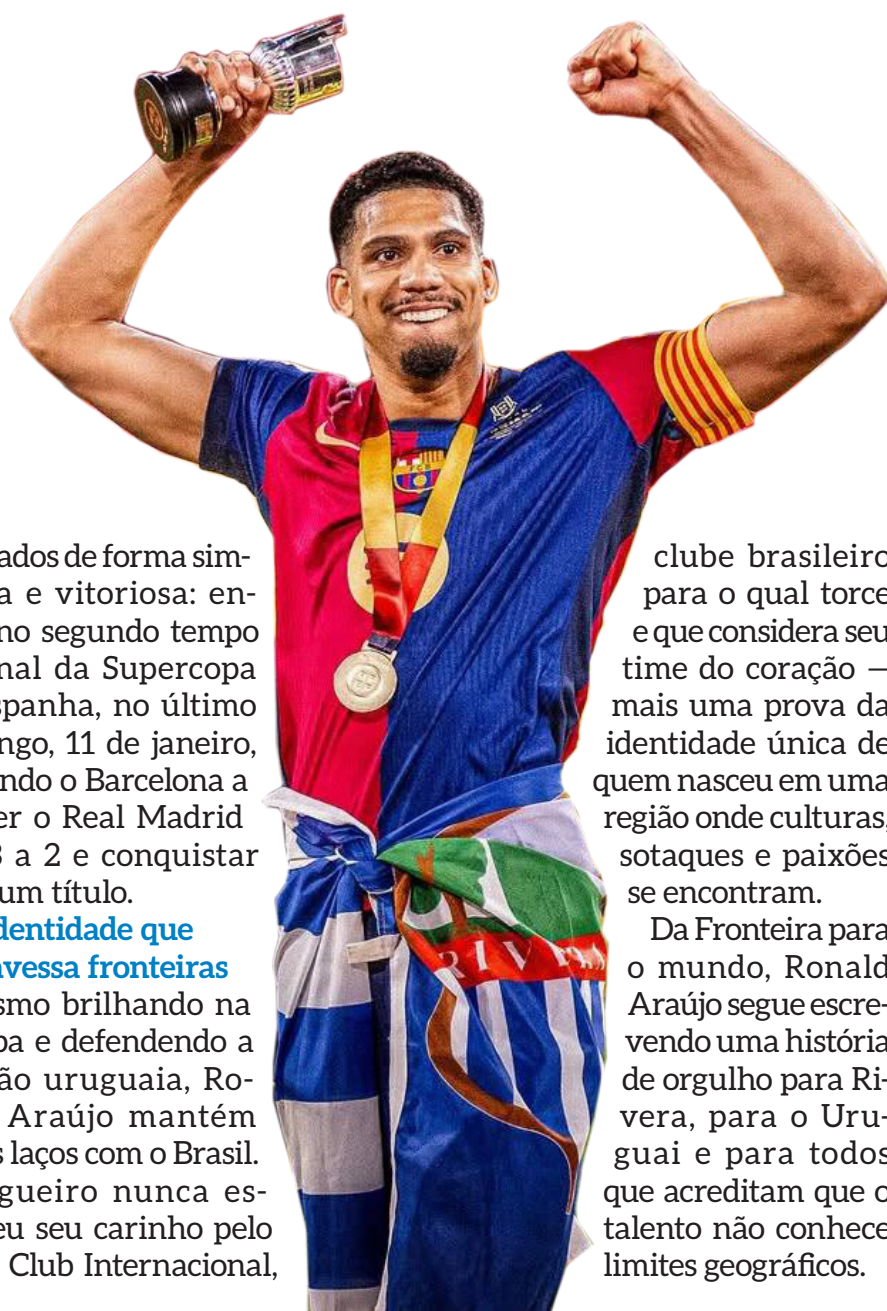 FCB
RIVERA
ados de forma sim-
a e vitoriosa: en-
no segundo tempo
nal da Supercopa
spanha, no último
ngo, 11 de janeiro,
ndo o Barcelona a
er o Real Madrid
3 a 2 e conquistar
um título.
dentidade que
avessa fronteiras
smo brilhando na
pa e defendendo a
ão uruguaia, Ro-
Araújo mantém
s laços com o Brasil.
gueiro nunca es-
eu seu carinho pelo
Club Internacional,
clube brasileiro
para o qual torce
e que considera seu
time do coração —
mais uma prova da
identidade única de
quem nasceu em uma
região onde culturas,
sotaques e paixões
se encontram.
Da Fronteira para
o mundo, Ronald
Araújo segue escre-
vendo uma história
de orgulho para Ri-
vera, para o Uru-
guai e para todos
que acreditam que o
talento não conhece
limites geográficos.